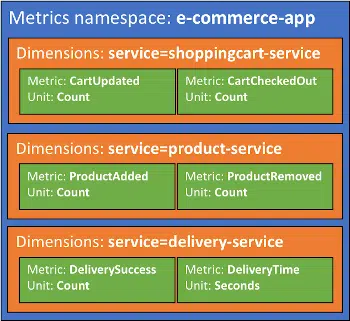 Metrics namespace: e-commerce-app
Dimensions: service=shoppingcart-service
Metric: CartUpdated
Unit: Count
Metric: CartCheckedOut
Unit: Count
Dimensions: service=product-service
Metric: ProductAdded
Unit: Count
Metric: ProductRemoved
Unit: Count
Dimensions: service=delivery-service
Metric: DeliverySuccess
Unit: Count
Metric: DeliveryTime
Unit: Seconds